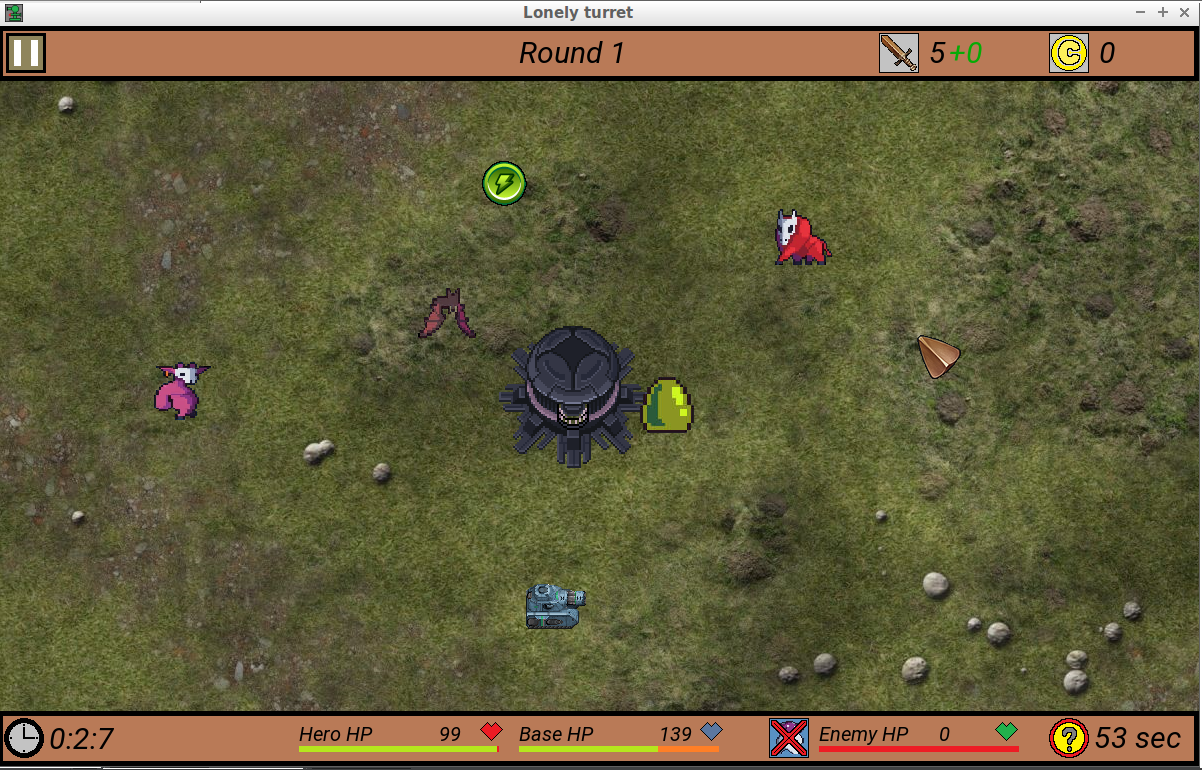 Lonely turret
Round 1
5+0
C 0
0:2:7
Hero HP 99
Base HP 139
Enemy HP 0
? 53 sec